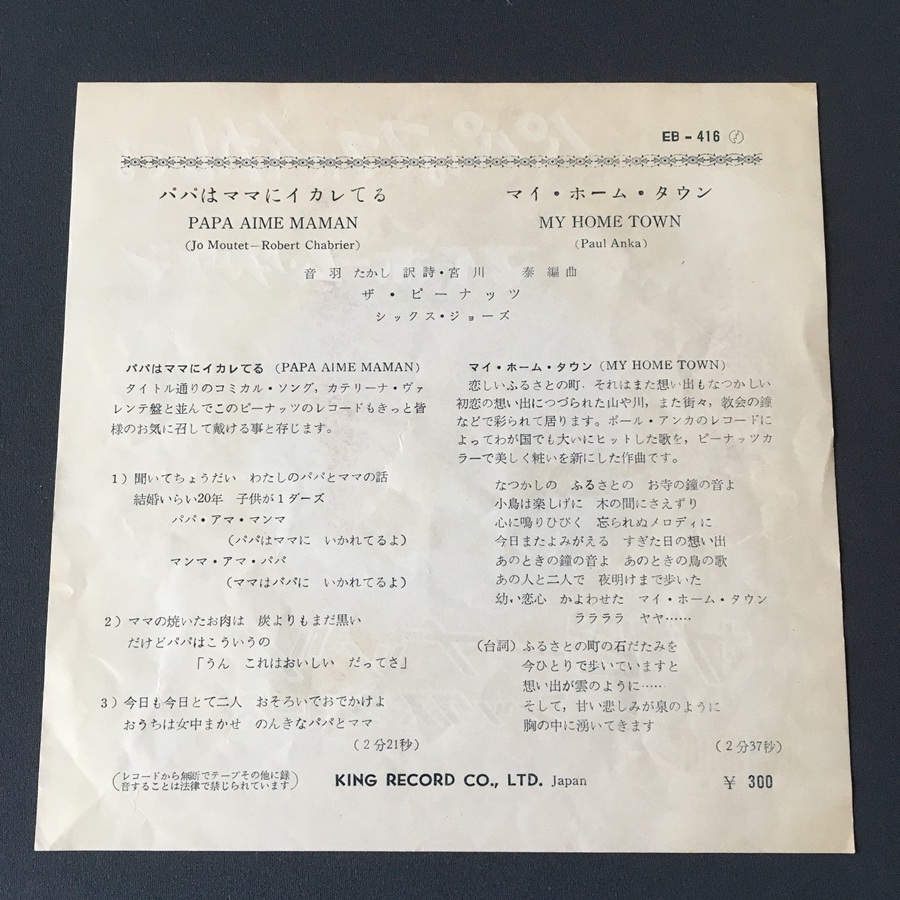 EB - 416
パパはママにイカレてる
PAPA AIME MAMAN
(Jo Moutet－Robert Chabrier)
マイ・ホーム・タウン
MY HOME TOWN
(Paul Anka)
音羽たかし 訳詩・宮川　泰 編曲
ザ・ピーナッツ
シックス・ジョーズ
パパはママにイカレてる (PAPA AIME MAMAN)
タイトル通りのコミカル・ソング，カテリーナ・ヴァ
レンテ盤と並んでこのピーナッツのレコードもきっと皆
様のお気に召して戴ける事と存じます。
1）聞いてちょうだい　わたしのパパとママの話
結婚いらい20年　子供が1ダーズ
パパ・アマ・マンマ
(パパはママに　いかれてるよ)
マンマ・アマ・パパ
(ママはパパに　いかれてるよ)
2）ママの焼いたお肉は　炭よりもまだ黒い
だけどパパはこういうの
「うん　これはおいしい　だってさ」
3）今日も今日とて二人　おそろいでおでかけよ
おうちは女中まかせ　のんきなパパとママ
(2分21秒)
マイ・ホーム・タウン (MY HOME TOWN)
恋しいふるさとの町．それはまた想い出もなつかしい
初恋の想い出につづられた山や川，また街々，教会の鐘
などで彩られて居ります。ポール・アンカのレコードに
よってわが国でも大いにヒットした歌を，ピーナッツカ
ラーで美しく粧いを新にした作曲です。
なつかしの　ふるさとの　お寺の鐘の音よ
小鳥は楽しげに　木の間にさえずり
心に鳴りひびく　忘られぬメロディに
今日またよみがえる　すぎた日の想い出
あのときの鐘の音よ　あのときの鳥の歌
あの人と二人で　夜明けまで歩いた
幼い恋心　かよわせた　マイ・ホーム・タウン
ララララ　ヤヤ……
(台詞) ふるさとの町の石だたみを
今ひとりで歩いていますと
想い出が雲のように……
そして，甘い悲しみが泉のように
胸の中に湧いてきます
(2分37秒)
(レコードから無断でテープその他に録
音することは法律で禁じられています)
KING RECORD CO., LTD. Japan
¥ 300